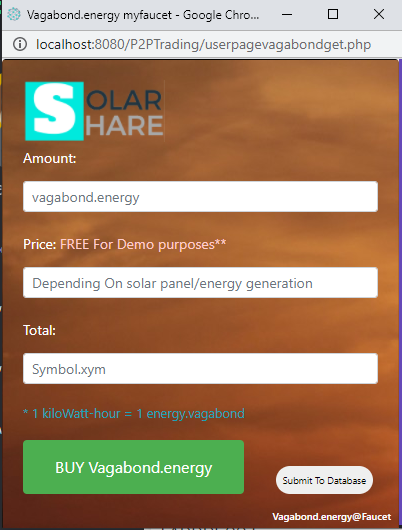 Vagabond.energy myfaucet - Google Chro...
localhost:8080/P2PTrading/userpagevagabondget.php
SOLAR
SHARE
Amount:
vagabond.energy
Price: FREE For Demo purposes**
Depending On solar panel/energy generation
Total:
Symbol.xym
* 1 kiloWatt-hour = 1 energy.vagabond
BUY Vagabond.energy
Submit To Database
Vagabond.energy@Faucet